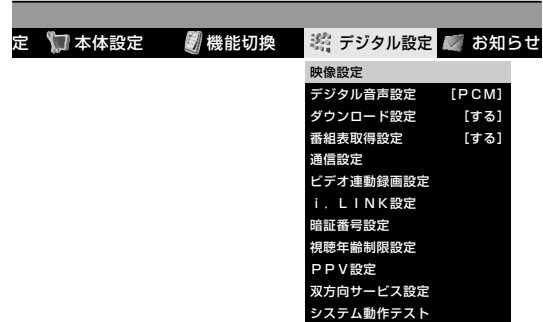 定 本体設定 機能切換 デジタル設定 お知らせ
映像設定
デジタル音声設定 [PCM]
ダウンロード設定 [する]
番組表取得設定 [する]
通信設定
ビデオ連動録画設定
i．LINK設定
暗証番号設定
視聴年齢制限設定
PPV設定
双方向サービス設定
システム動作テスト